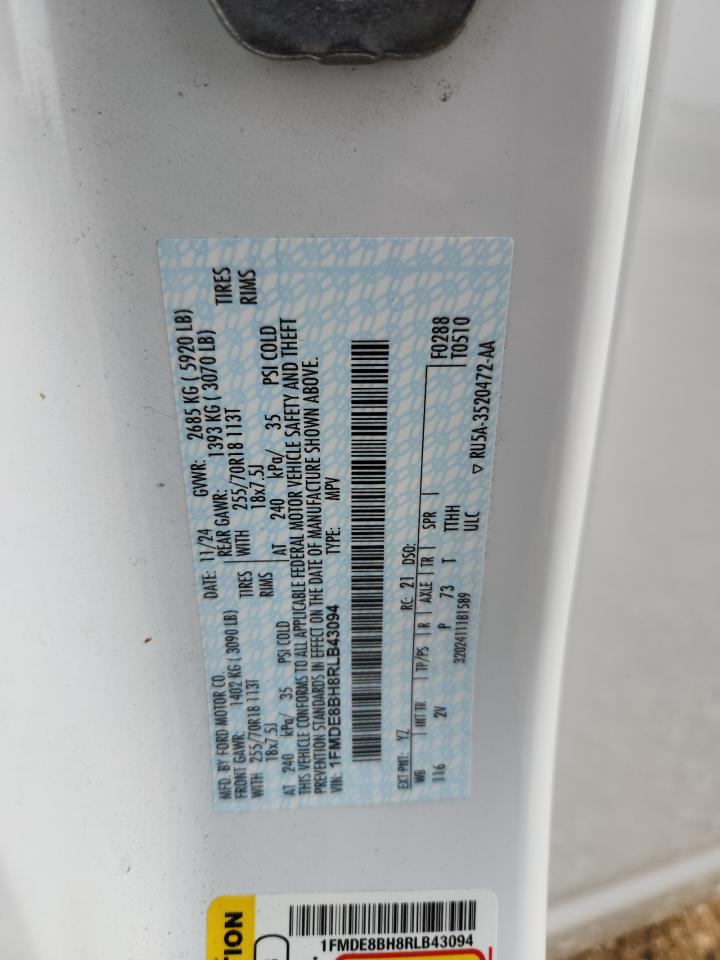 MFD. BY FORD MOTOR CO.
DATE: 11/24 GVWR: 2685 KG ( 5920 LB)
FRONT GAWR: 1402 KG ( 3090 LB) REAR GAWR: 1393 KG ( 3070 LB)
WITH 255/70R18 113T TIRES WITH 255/70R18 113T TIRES
18x7.5J RIMS 18x7.5J RIMS
AT 240 kPa/ 35 PSI COLD AT 240 kPa/ 35 PSI COLD
THIS VEHICLE CONFORMS TO ALL APPLICABLE FEDERAL MOTOR VEHICLE SAFETY AND THEFT
PREVENTION STANDARDS IN EFFECT ON THE DATE OF MANUFACTURE SHOWN ABOVE.
VIN: 1FMDE8BH8RLB43094 TYPE: MPV
EXT PNT: YZ RC: 21 DSO: F0288
WB INT TR TP/PS R AXLE TR SPR T0510
116 2V P 73 T TTHH
3202411181589 ULC ▽ RU5A-3520472-AA
TION
1FMDE8BH8RLB43094